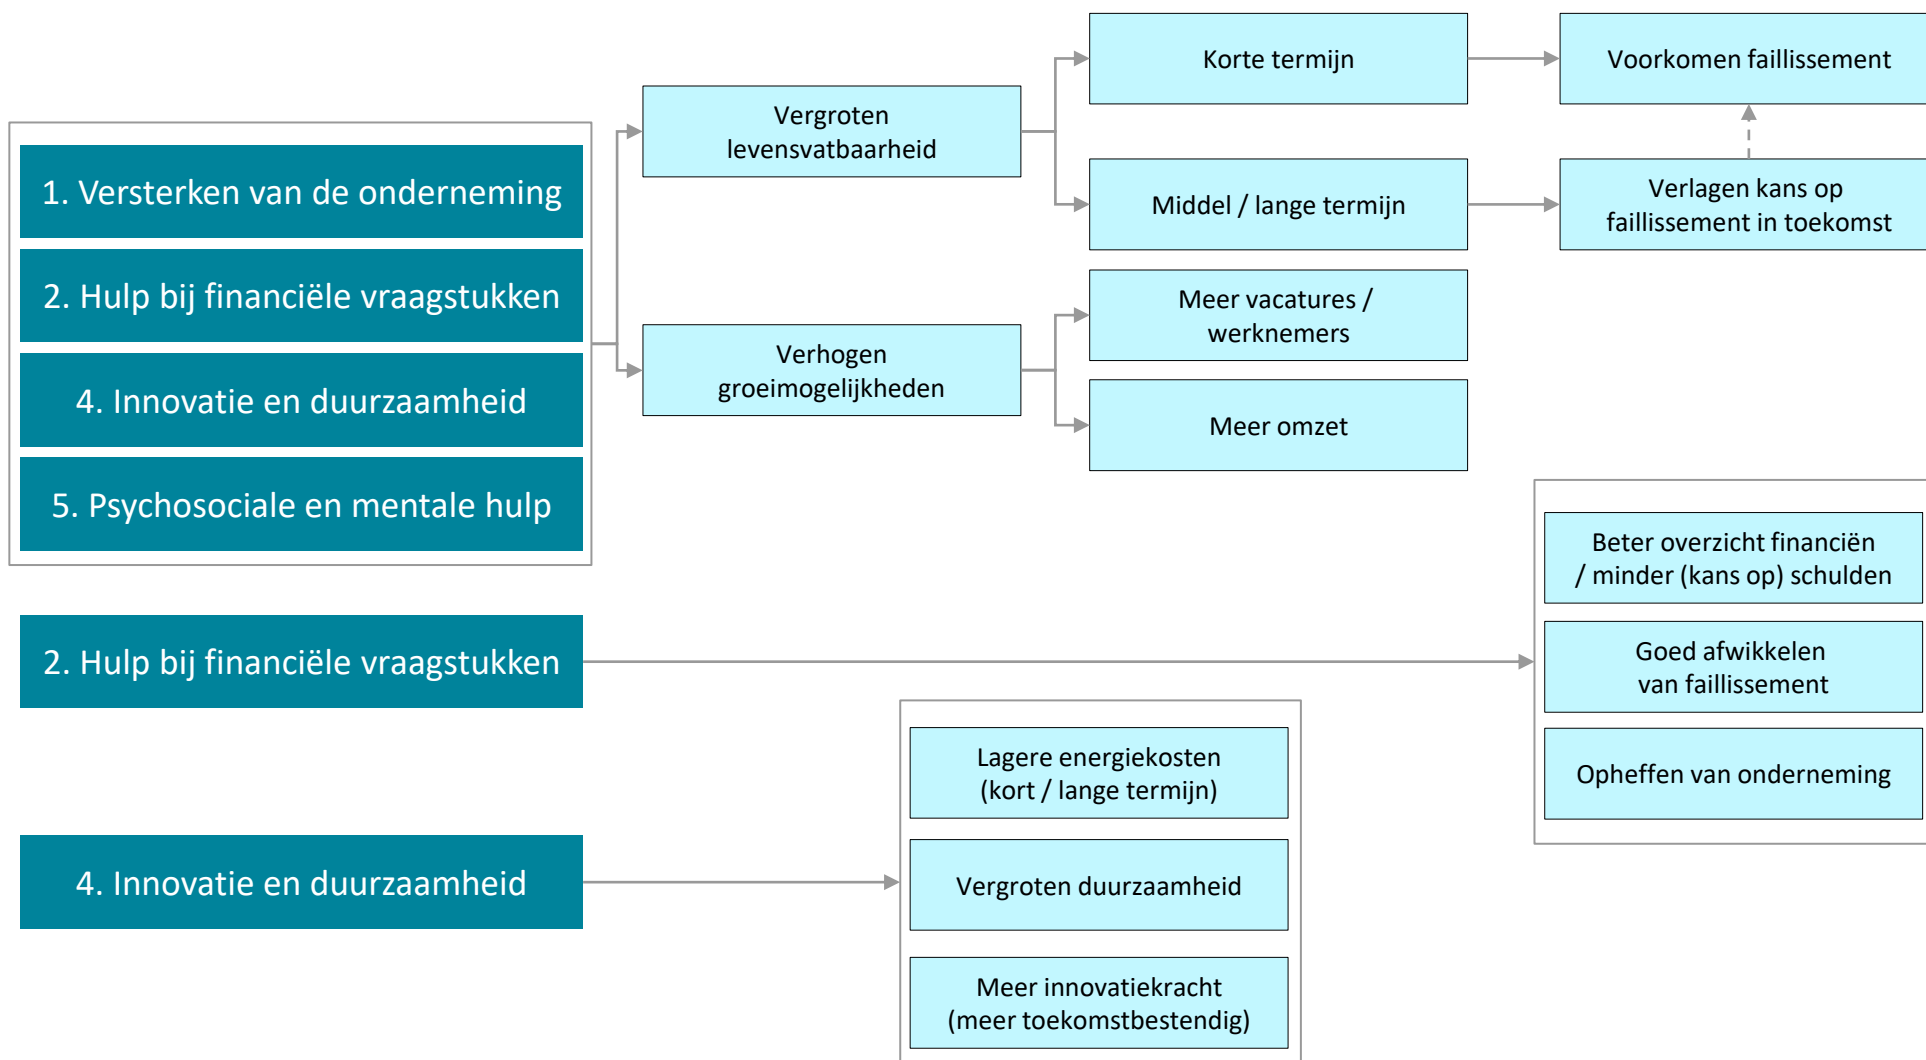 1. Versterken van de onderneming
2. Hulp bij financiële vraagstukken
4. Innovatie en duurzaamheid
5. Psychosociale en mentale hulp
Vergroten
levensvatbaarheid
Verhogen
groeimogelijkheden
Korte termijn
Middel / lange termijn
Meer vacatures /
werknemers
Meer omzet
Voorkomen faillissement
Verlagen kans op
faillissement in toekomst
2. Hulp bij financiële vraagstukken
Beter overzicht financiën
/ minder (kans op) schulden
Goed afwikkelen
van faillissement
Opheffen van onderneming
4. Innovatie en duurzaamheid
Lagere energiekosten
(kort / lange termijn)
Vergroten duurzaamheid
Meer innovatiekracht
(meer toekomstbestendig)